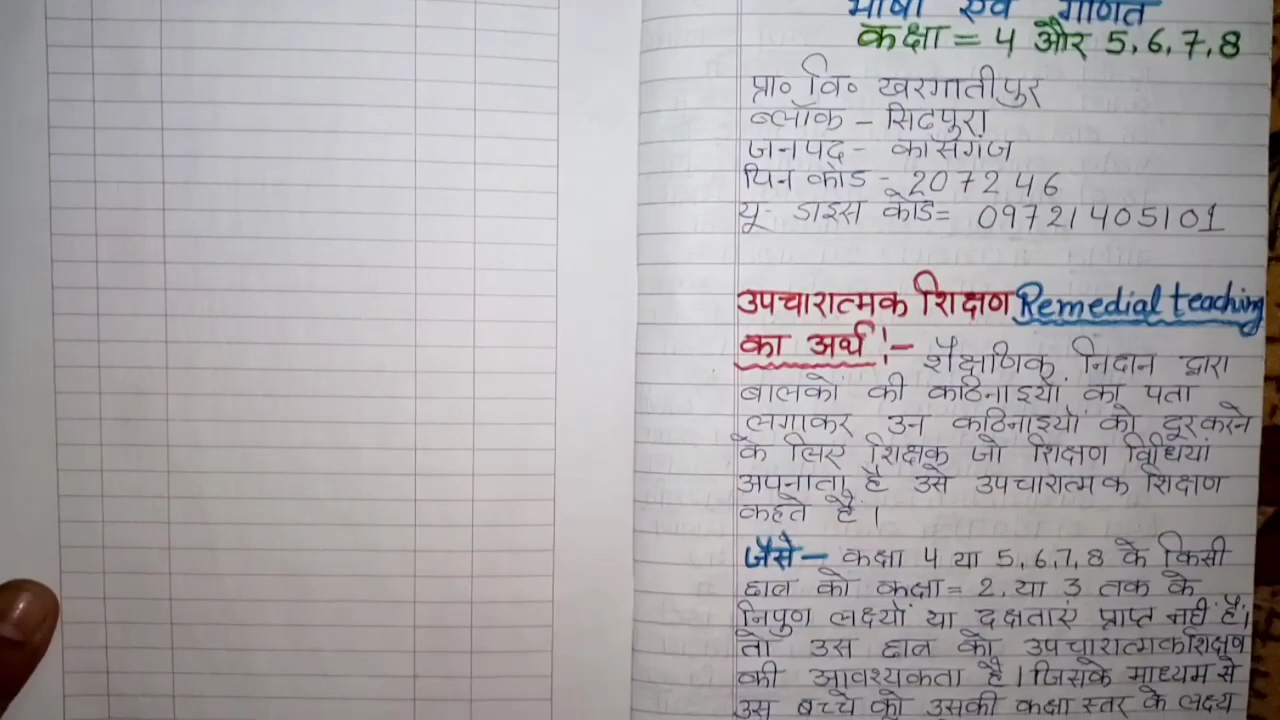 भाषा एवं गणित
कक्षा = 4 और 5, 6, 7, 8
प्रा० वि० खरगातीपुर
ब्लॉक - सिढपुरा
जनपद - कासगंज
पिन कोड - 207246
यू- डाइस कोड = 09721405101
उपचारात्मक शिक्षण Remedial teaching
का अर्थ :- शैक्षणिक निदान द्वारा
बालकों की कठिनाइयों का पता
लगाकर उन कठिनाइयों को दूर करने
के लिए शिक्षक जो शिक्षण विधियां
अपनाता है उसे उपचारात्मक शिक्षण
कहते है ।
जैसे - कक्षा 4 या 5, 6, 7, 8 के किसी
छात्र को कक्षा = 2, या 3 तक के
निपुण लक्ष्यों या दक्षताएं प्राप्त नहीं हैं।
तो उस छात्र को उपचारात्मक शिक्षण
की आवश्यकता है । जिसके माध्यम से
उस बच्चे को उसकी कक्षा स्तर के लक्ष्य